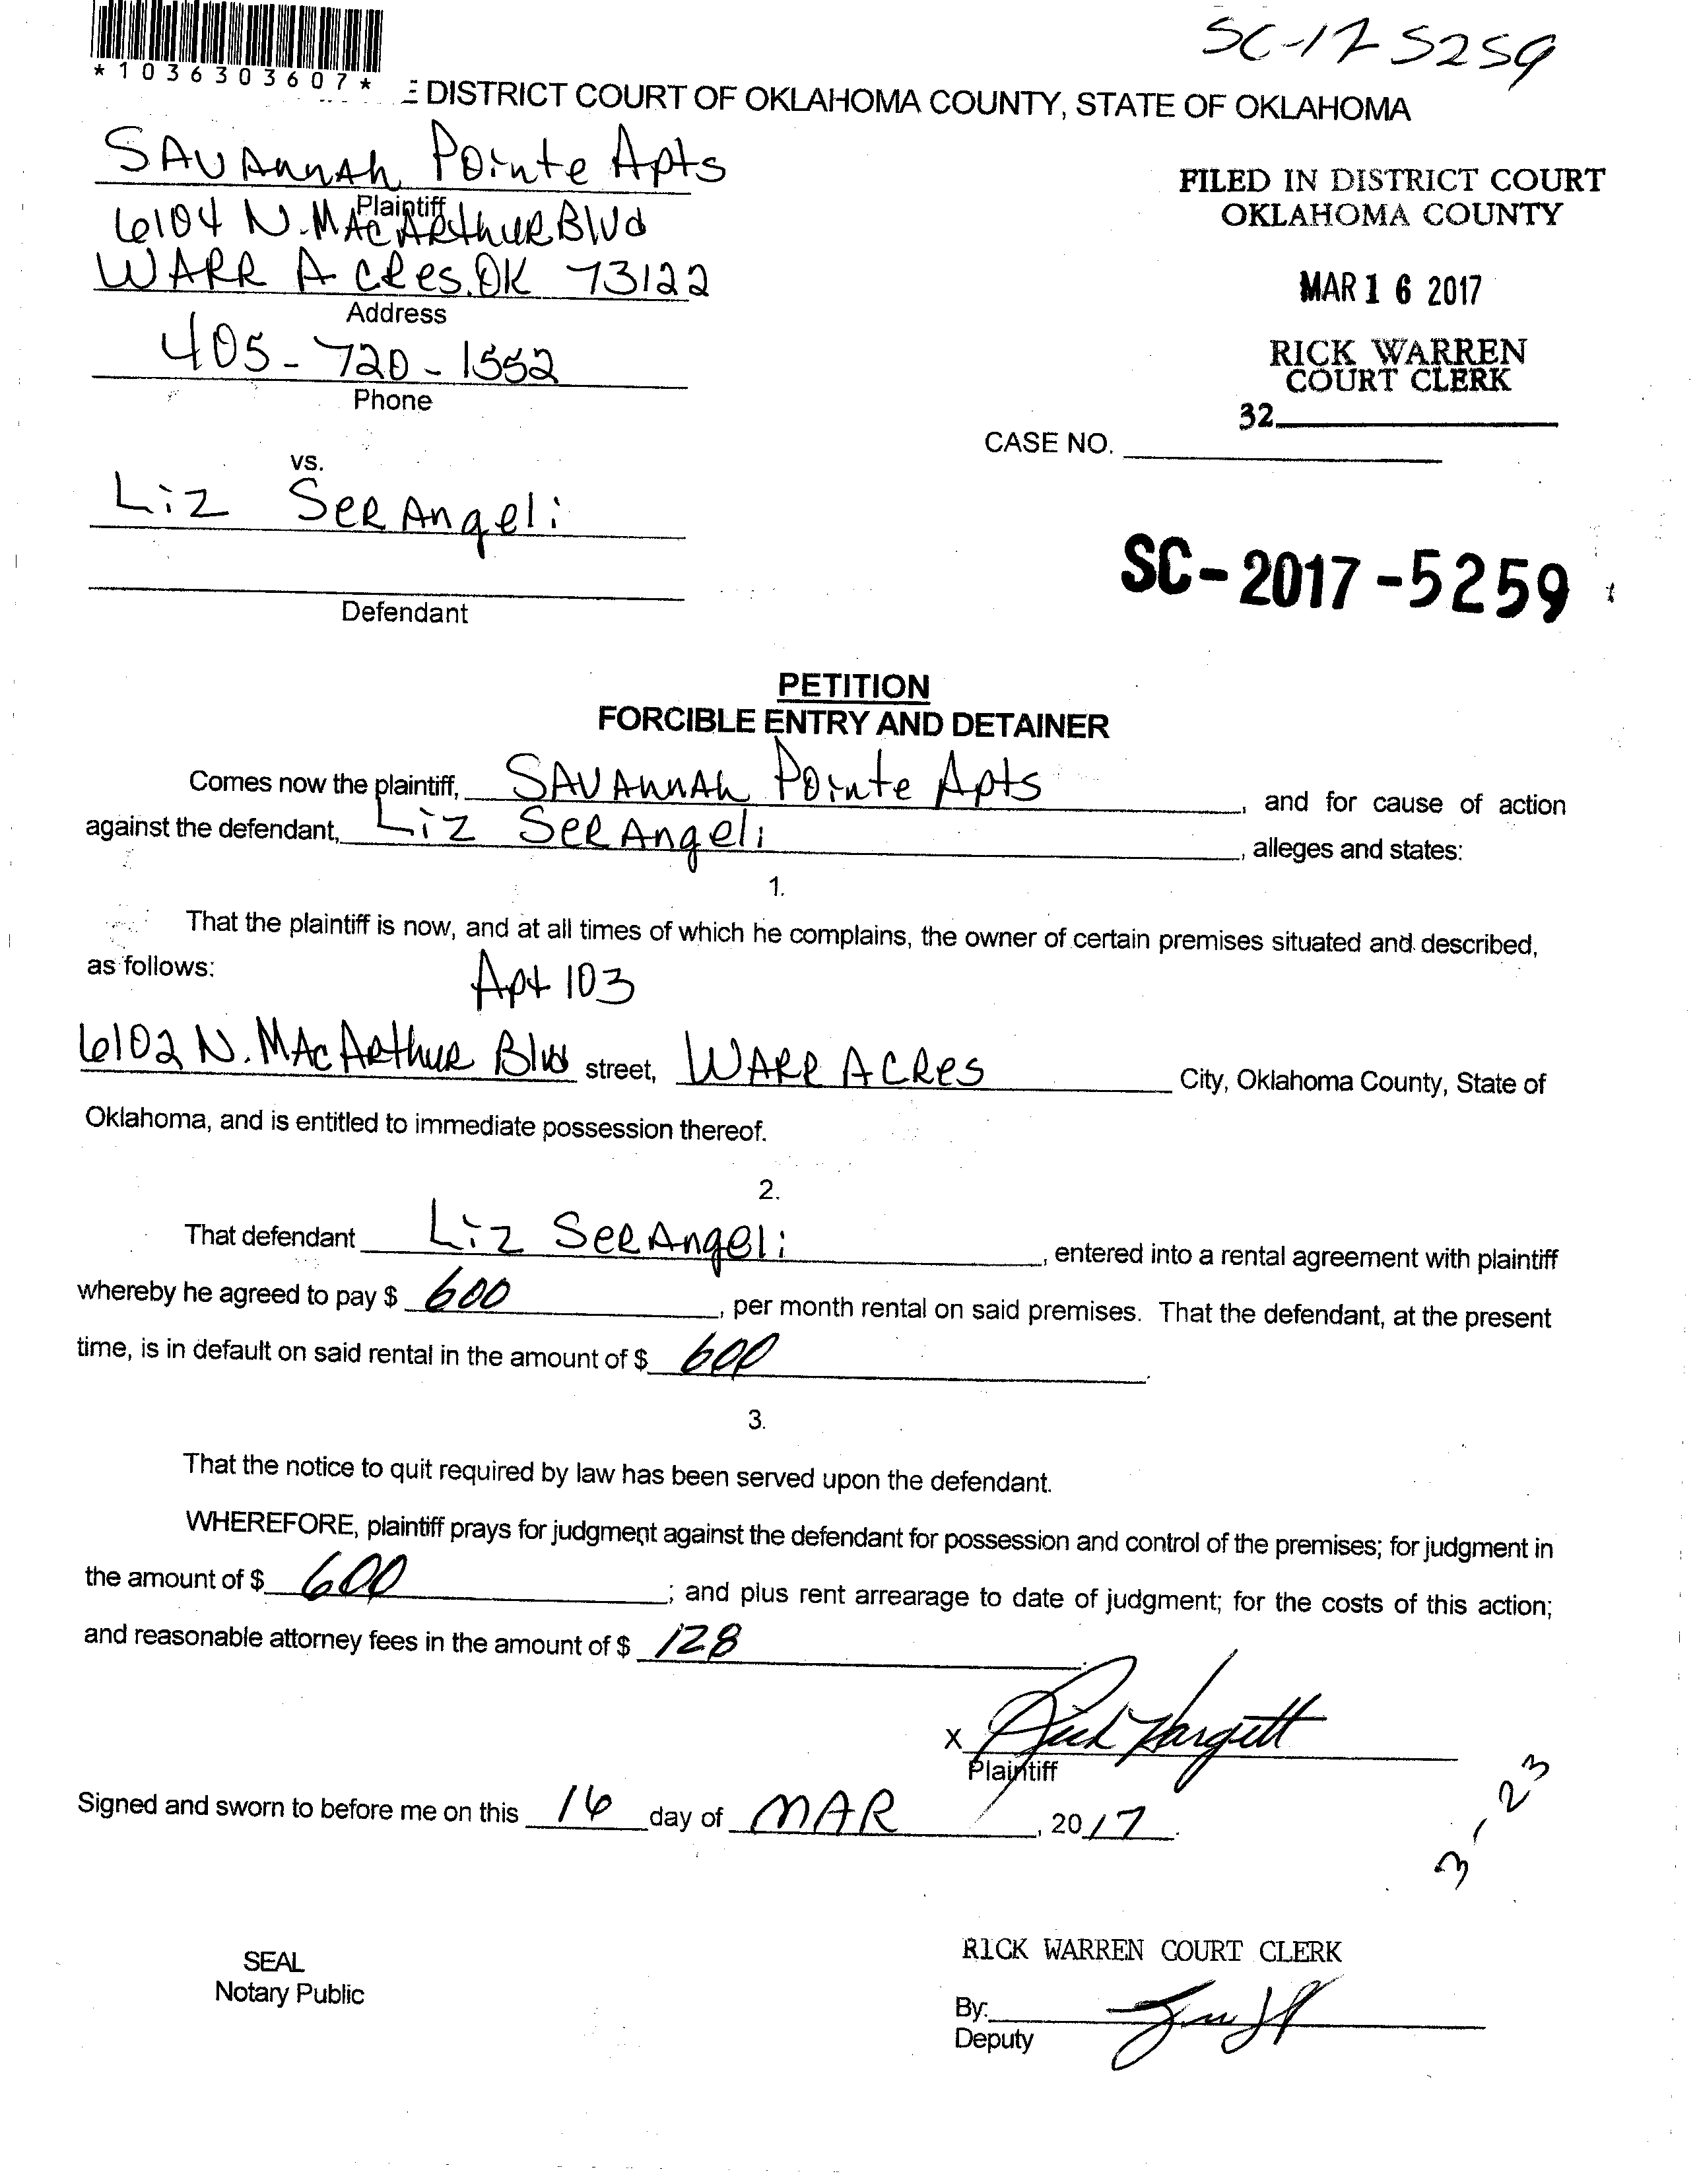 SC-17 5259
*1036303607*
E DISTRICT COURT OF OKLAHOMA COUNTY, STATE OF OKLAHOMA
SAVANNAh Pointe Apts
Plaintiff
6104 N. MACARthuR Blvd
WARR ACRes, OK 73122
Address
405-720-1552
Phone
FILED IN DISTRICT COURT
OKLAHOMA COUNTY
MAR 16 2017
RICK WARREN
COURT CLERK
32
CASE NO.
vs.
Liz SeRAngeli
Defendant
SC-2017-5259
PETITION
FORCIBLE ENTRY AND DETAINER
Comes now the plaintiff, SAVANNAh Pointe Apts, and for cause of action
against the defendant, Liz SeRAngeli, alleges and states:
1.
That the plaintiff is now, and at all times of which he complains, the owner of certain premises situated and described,
as follows: Apt 103
6102 N. MAcARthuR Blvd street, WARR ACRes City, Oklahoma County, State of
Oklahoma, and is entitled to immediate possession thereof.
2.
That defendant Liz SeRAngeli, entered into a rental agreement with plaintiff
whereby he agreed to pay $ 600, per month rental on said premises. That the defendant, at the present
time, is in default on said rental in the amount of $ 600.
3.
That the notice to quit required by law has been served upon the defendant.
WHEREFORE, plaintiff prays for judgment against the defendant for possession and control of the premises; for judgment in
the amount of $ 600; and plus rent arrearage to date of judgment; for the costs of this action;
and reasonable attorney fees in the amount of $ 128.
x Rick Hargett
Plaintiff
Signed and sworn to before me on this 16 day of MAR, 2017.
3-23
SEAL
Notary Public
RICK WARREN COURT CLERK
By:
Deputy